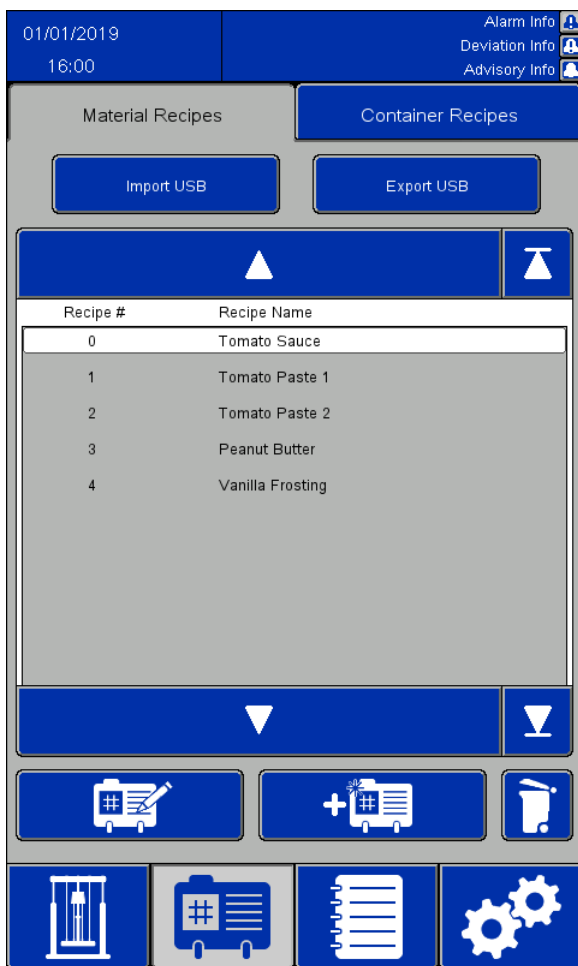 01/01/2019
16:00
Alarm Info
Deviation Info
Advisory Info
Material Recipes
Container Recipes
Import USB
Export USB
Recipe # Recipe Name
0 Tomato Sauce
1 Tomato Paste 1
2 Tomato Paste 2
3 Peanut Butter
4 Vanilla Frosting
#
+ #
#